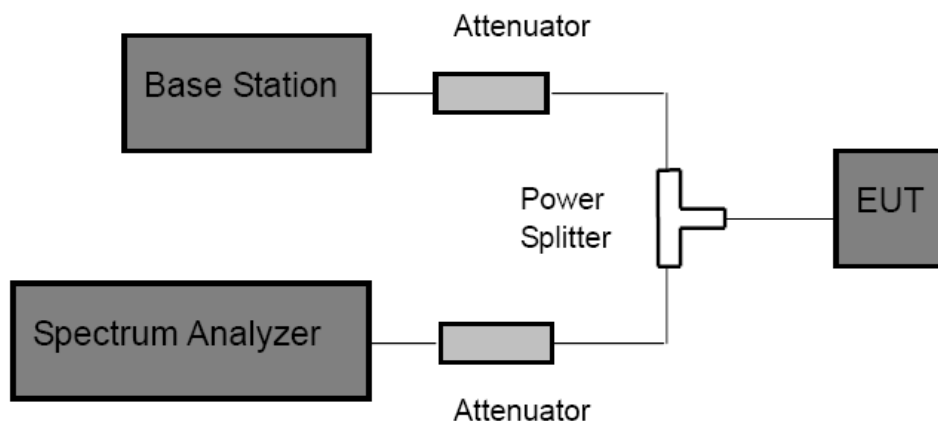 Attenuator
Base Station
Power
Splitter
EUT
Spectrum Analyzer
Attenuator